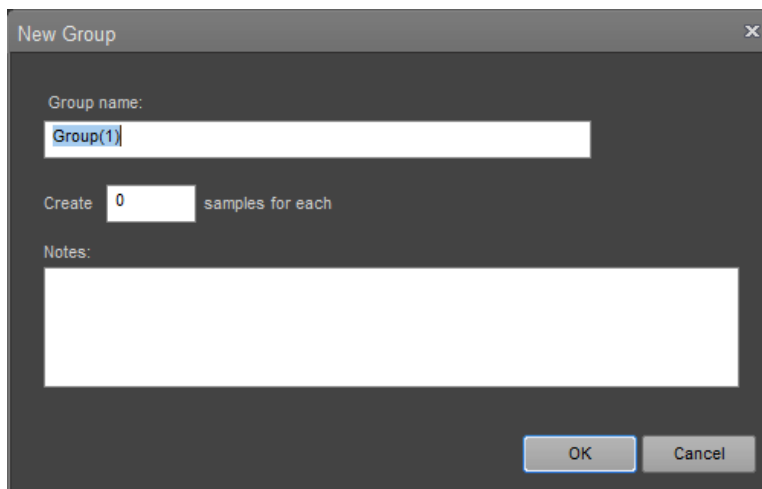 New Group
Group name:
Group(1)
Create 0 samples for each
Notes:
OK Cancel